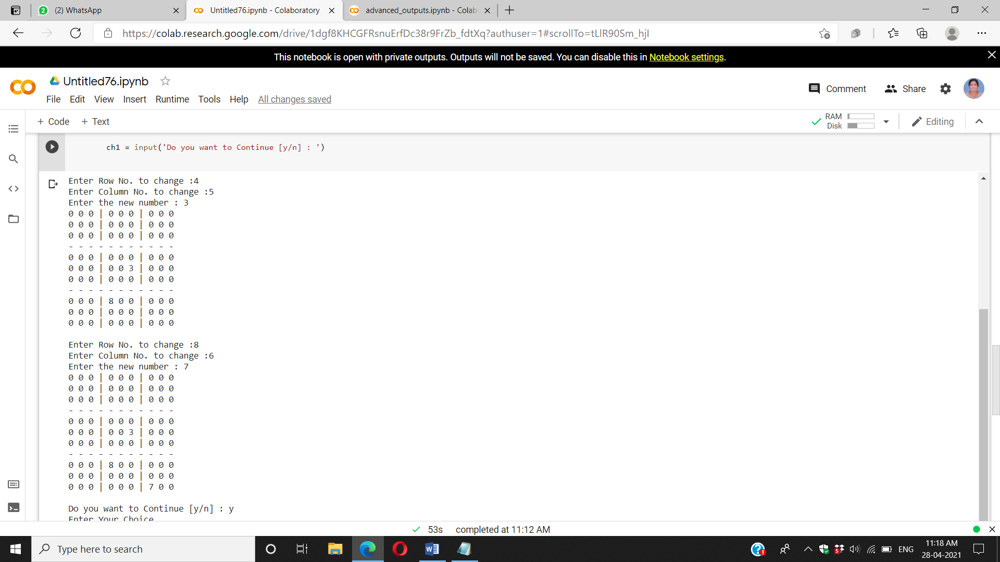 (2) WhatsApp
Untitled76.ipynb - Colaboratory
advanced_outputs.ipynb - Colab
https://colab.research.google.com/drive/1dgf8KHCGFRsnuErfDc38r9FrZb_fdtXq?authuser=1#scrollTo=tLlR90Sm_hjI
This notebook is open with private outputs. Outputs will not be saved. You can disable this in Notebook settings.
Untitled76.ipynb
Comment Share
File Edit View Insert Runtime Tools Help All changes saved
+ Code + Text
RAM
Disk
Editing
ch1 = input('Do you want to Continue [y/n] : ')
Enter Row No. to change :4
Enter Column No. to change :5
Enter the new number : 3
0 0 0 | 0 0 0 | 0 0 0
0 0 0 | 0 0 0 | 0 0 0
0 0 0 | 0 0 0 | 0 0 0
- - - - - - - - - - -
0 0 0 | 0 0 0 | 0 0 0
0 0 0 | 0 0 3 | 0 0 0
0 0 0 | 0 0 0 | 0 0 0
- - - - - - - - - - -
0 0 0 | 8 0 0 | 0 0 0
0 0 0 | 0 0 0 | 0 0 0
0 0 0 | 0 0 0 | 0 0 0
Enter Row No. to change :8
Enter Column No. to change :6
Enter the new number : 7
0 0 0 | 0 0 0 | 0 0 0
0 0 0 | 0 0 0 | 0 0 0
0 0 0 | 0 0 0 | 0 0 0
- - - - - - - - - - -
0 0 0 | 0 0 0 | 0 0 0
0 0 0 | 0 0 3 | 0 0 0
0 0 0 | 0 0 0 | 0 0 0
- - - - - - - - - - -
0 0 0 | 8 0 0 | 0 0 0
0 0 0 | 0 0 0 | 0 0 0
0 0 0 | 0 0 0 | 7 0 0
Do you want to Continue [y/n] : y
Enter Your Choice
53s completed at 11:12 AM
Type here to search
ENG
11:18 AM
28-04-2021